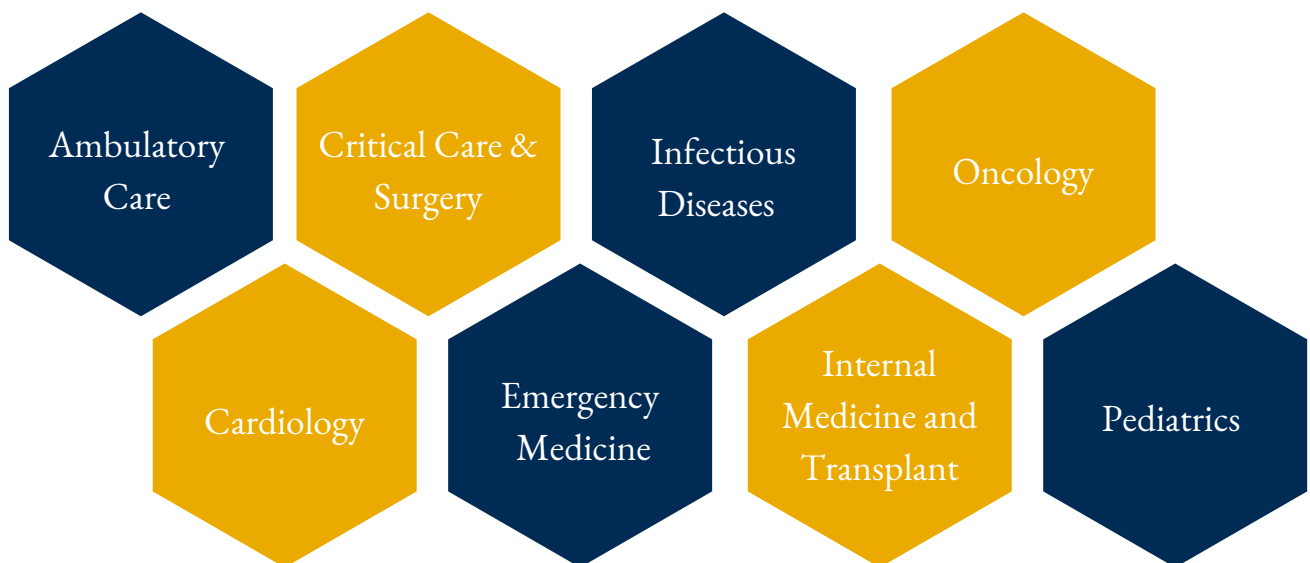 Ambulatory
Care
Critical Care &
Surgery
Infectious
Diseases
Oncology
Cardiology
Emergency
Medicine
Internal
Medicine and
Transplant
Pediatrics